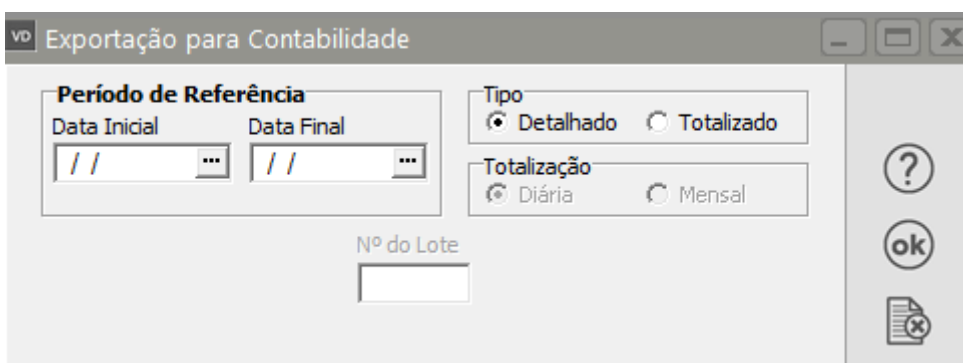 VD Exportação para Contabilidade
Período de Referência
Data Inicial Data Final
/ / ... / / ...
Tipo
Detalhado Totalizado
Totalização
Diária Mensal
Nº do Lote
?
ok